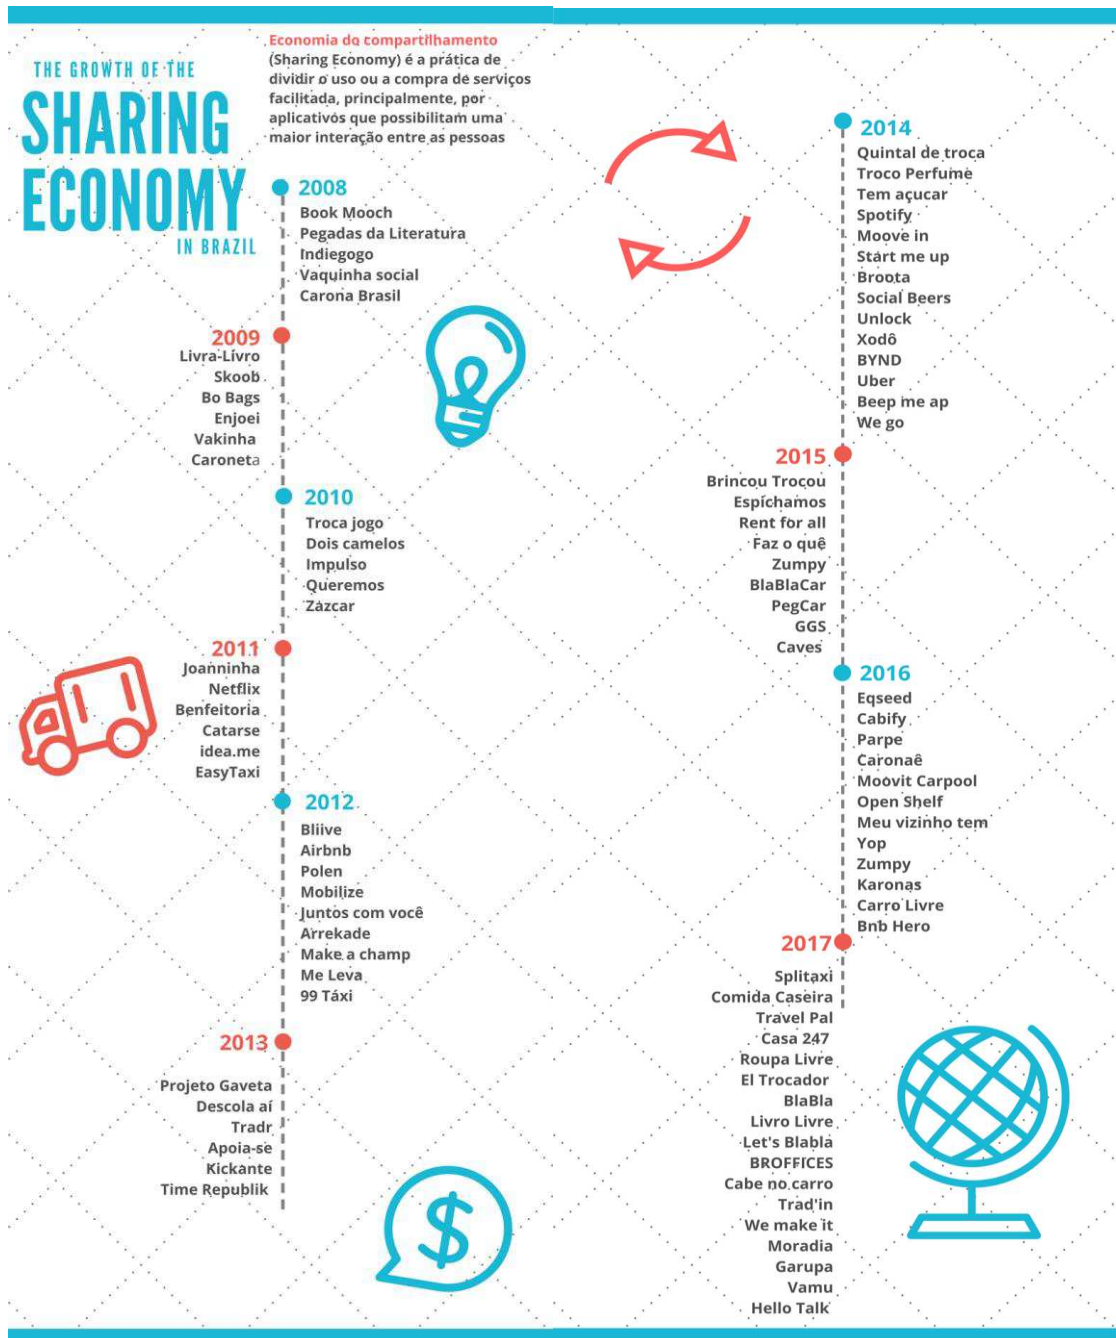 THE GROWTH OF THE
SHARING
ECONOMY
IN BRAZIL
Economia do compartilhamento
(Sharing Economy) é a prática de
dividir o uso ou a compra de serviços
facilitada, principalmente, por
aplicativos que possibilitam uma
maior interação entre as pessoas
2008
Book Mooch
Pegadas da Literatura
Indiegogo
Vaquinha social
Carona Brasil
2009
Livra-Livro
Skoob
Bo Bags
Enjoei
Vakinha
Caroneta
2010
Troca jogo
Dois camelos
Impulso
Queremos
Zazcar
2011
Joanninha
Netflix
Benfeitoria
Catarse
idea.me
EasyTaxi
2012
Bliive
Airbnb
Polen
Mobilize
Juntos com você
Arrekade
Make a champ
Me Leva
99 Táxi
2013
Projeto Gaveta
Descola aí
Tradr
Apoia-se
Kickante
Time Republik
$
2014
Quintal de troca
Troco Perfume
Tem açucar
Spotify
Moove in
Start me up
Broota
Social Beers
Unlock
Xodô
BYND
Uber
Beep me ap
We go
2015
Brincou Trocou
Espichamos
Rent for all
Faz o quê
Zumpy
BlaBlaCar
PegCar
GGS
Caves
2016
Eqseed
Cabify
Parpe
Caronaê
Moovit Carpool
Open Shelf
Meu vizinho tem
Yop
Zumpy
Karonas
Carro Livre
Bnb Hero
2017
Splitaxi
Comida Caseira
Travel Pal
Casa 247
Roupa Livre
El Trocador
BlaBla
Livro Livre
Let's Blabla
BROFFICES
Cabe no carro
Trad'in
We make it
Moradia
Garupa
Vamu
Hello Talk